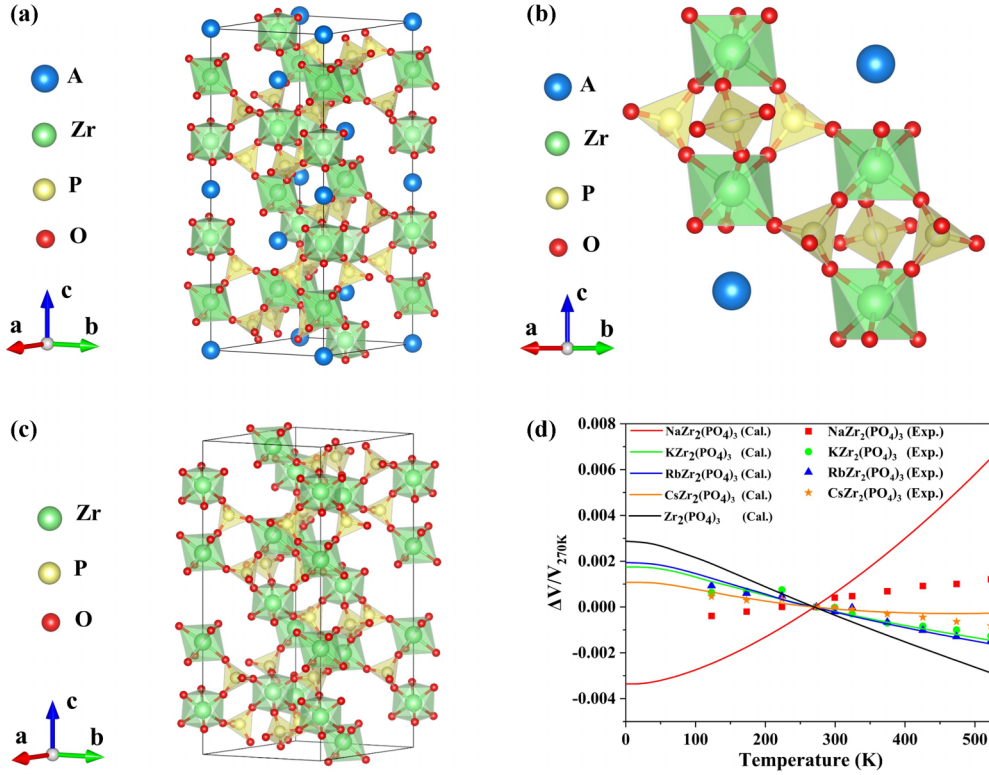 (a)
A
Zr
P
O
c
a
b
(b)
A
Zr
P
O
c
a
b
(c)
Zr
P
O
c
a
b
(d)
0.008
0.006
0.004
0.002
0.000
-0.002
-0.004
ΔV/V270K
NaZr2(PO4)3 (Cal.)
KZr2(PO4)3 (Cal.)
RbZr2(PO4)3 (Cal.)
CsZr2(PO4)3 (Cal.)
Zr2(PO4)3 (Cal.)
NaZr2(PO4)3 (Exp.)
KZr2(PO4)3 (Exp.)
RbZr2(PO4)3 (Exp.)
CsZr2(PO4)3 (Exp.)
0 100 200 300 400 500
Temperature (K)